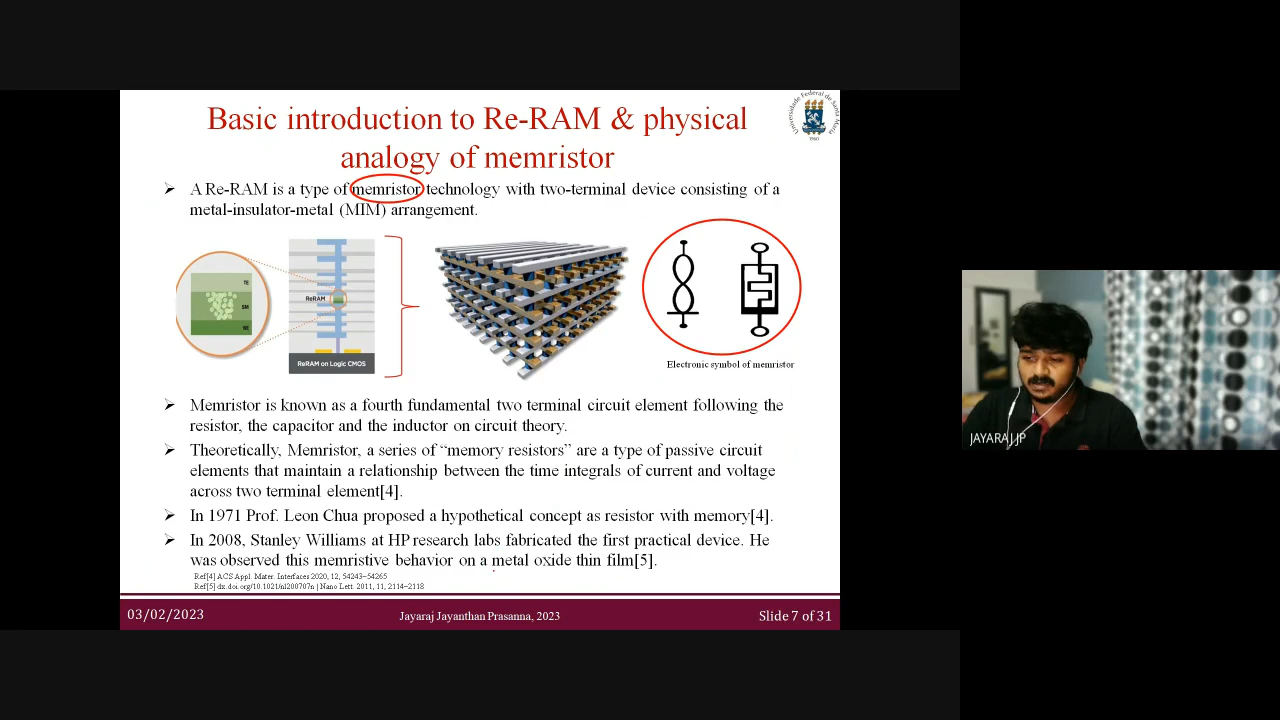 Basic introduction to Re-RAM & physical
analogy of memristor
Universidade Federal de Santa Maria
1960
➢ A Re-RAM is a type of memristor technology with two-terminal device consisting of a
metal-insulator-metal (MIM) arrangement.
TE
SM
BE
ReRAM
ReRAM on Logic CMOS
Electronic symbol of memristor
➢ Memristor is known as a fourth fundamental two terminal circuit element following the
resistor, the capacitor and the inductor on circuit theory.
➢ Theoretically, Memristor, a series of “memory resistors” are a type of passive circuit
elements that maintain a relationship between the time integrals of current and voltage
across two terminal element[4].
➢ In 1971 Prof. Leon Chua proposed a hypothetical concept as resistor with memory[4].
➢ In 2008, Stanley Williams at HP research labs fabricated the first practical device. He
was observed this memristive behavior on a metal oxide thin film[5].
Ref[4] ACS Appl. Mater. Interfaces 2020, 12, 54243−54265
Ref[5] dx.doi.org/10.1021/nl200707n | Nano Lett. 2011, 11, 2114–2118
03/02/2023
Jayaraj Jayanthan Prasanna, 2023
Slide 7 of 31
JAYARAJ JP